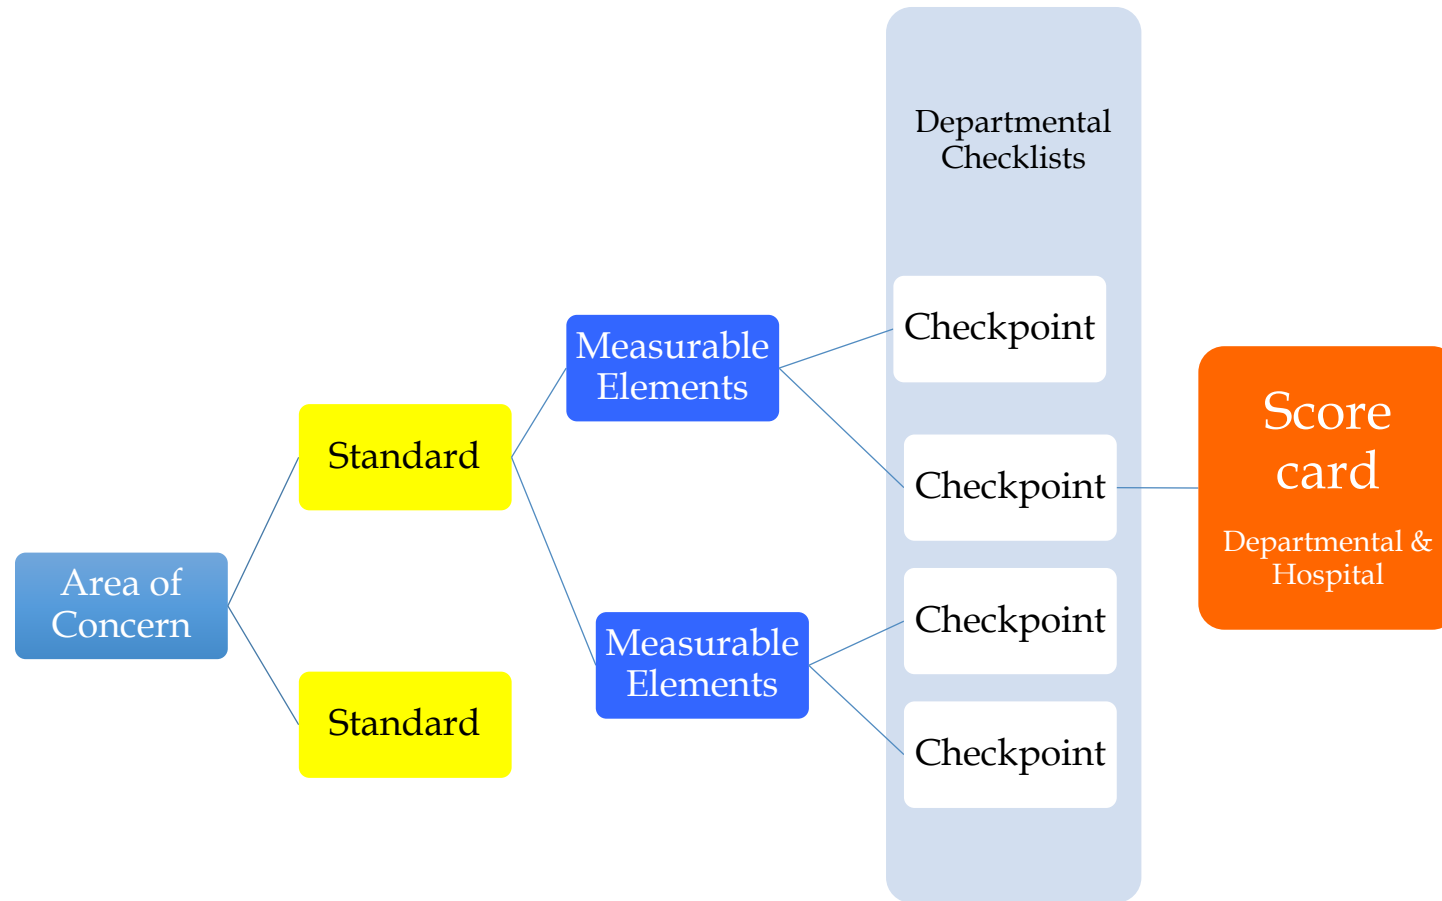 Area of
Concern
Standard
Standard
Measurable
Elements
Measurable
Elements
Departmental
Checklists
Checkpoint
Checkpoint
Checkpoint
Checkpoint
Score
card
Departmental &
Hospital